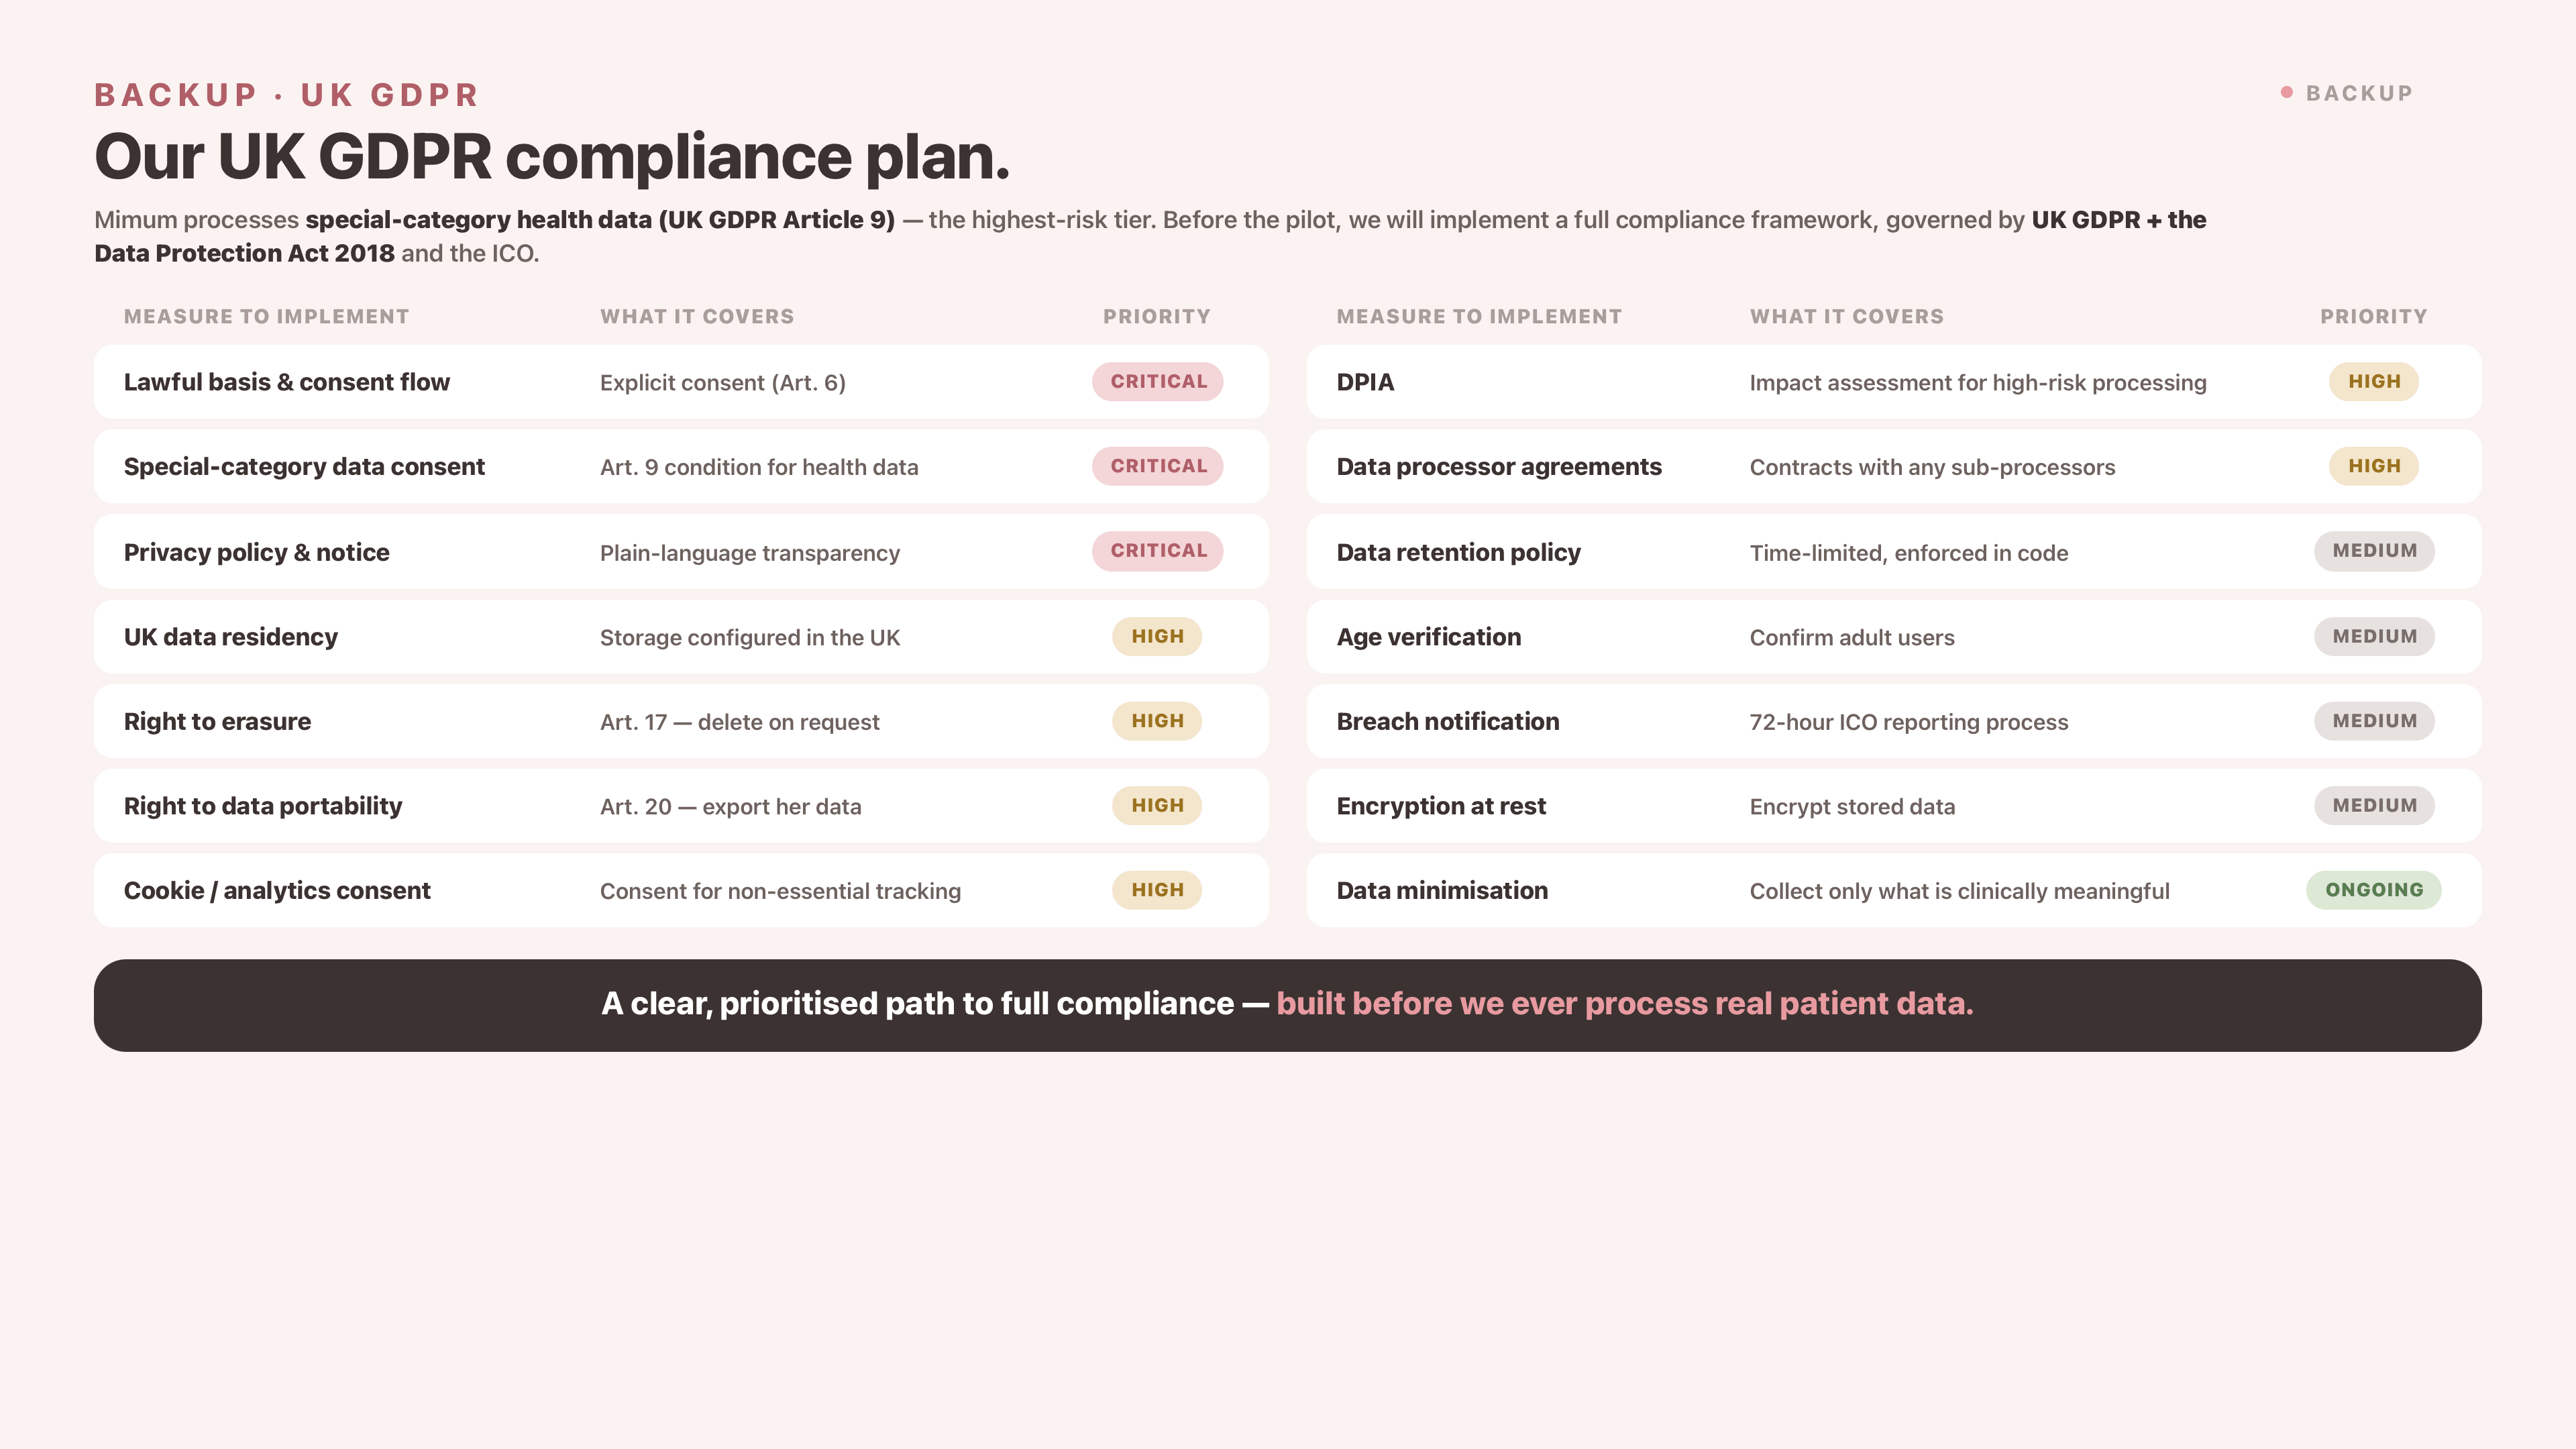 BACKUP · UK GDPR
BACKUP
Our UK GDPR compliance plan.
Mimum processes special-category health data (UK GDPR Article 9) — the highest-risk tier. Before the pilot, we will implement a full compliance framework, governed by UK GDPR + the
Data Protection Act 2018 and the ICO.
MEASURE TO IMPLEMENT WHAT IT COVERS PRIORITY
Lawful basis & consent flow Explicit consent (Art. 6) CRITICAL
Special-category data consent Art. 9 condition for health data CRITICAL
Privacy policy & notice Plain-language transparency CRITICAL
UK data residency Storage configured in the UK HIGH
Right to erasure Art. 17 — delete on request HIGH
Right to data portability Art. 20 — export her data HIGH
Cookie / analytics consent Consent for non-essential tracking HIGH
MEASURE TO IMPLEMENT WHAT IT COVERS PRIORITY
DPIA Impact assessment for high-risk processing HIGH
Data processor agreements Contracts with any sub-processors HIGH
Data retention policy Time-limited, enforced in code MEDIUM
Age verification Confirm adult users MEDIUM
Breach notification 72-hour ICO reporting process MEDIUM
Encryption at rest Encrypt stored data MEDIUM
Data minimisation Collect only what is clinically meaningful ONGOING
A clear, prioritised path to full compliance — built before we ever process real patient data.